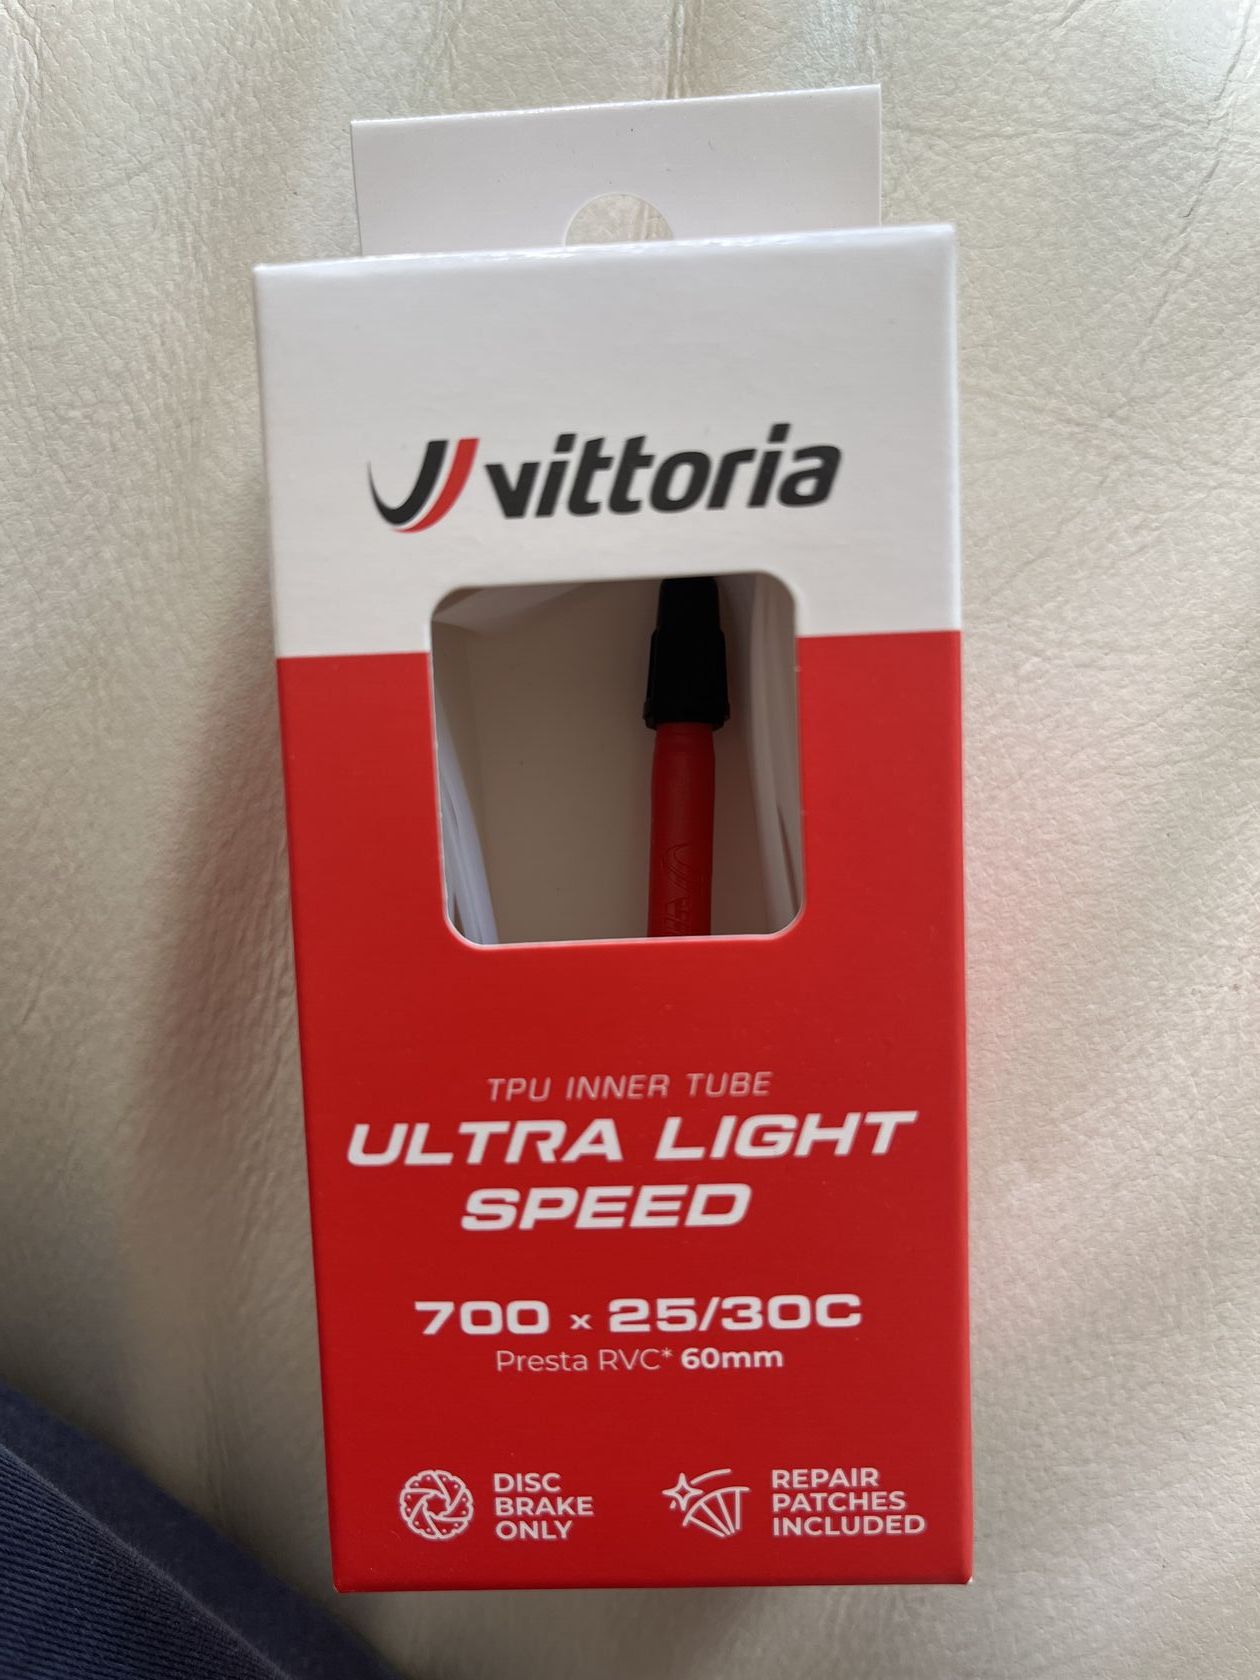 vittoria
TPU INNER TUBE
ULTRA LIGHT
SPEED
700 x 25/30C
Presta RVC* 60mm
DISC
BRAKE
ONLY
REPAIR
PATCHES
INCLUDED